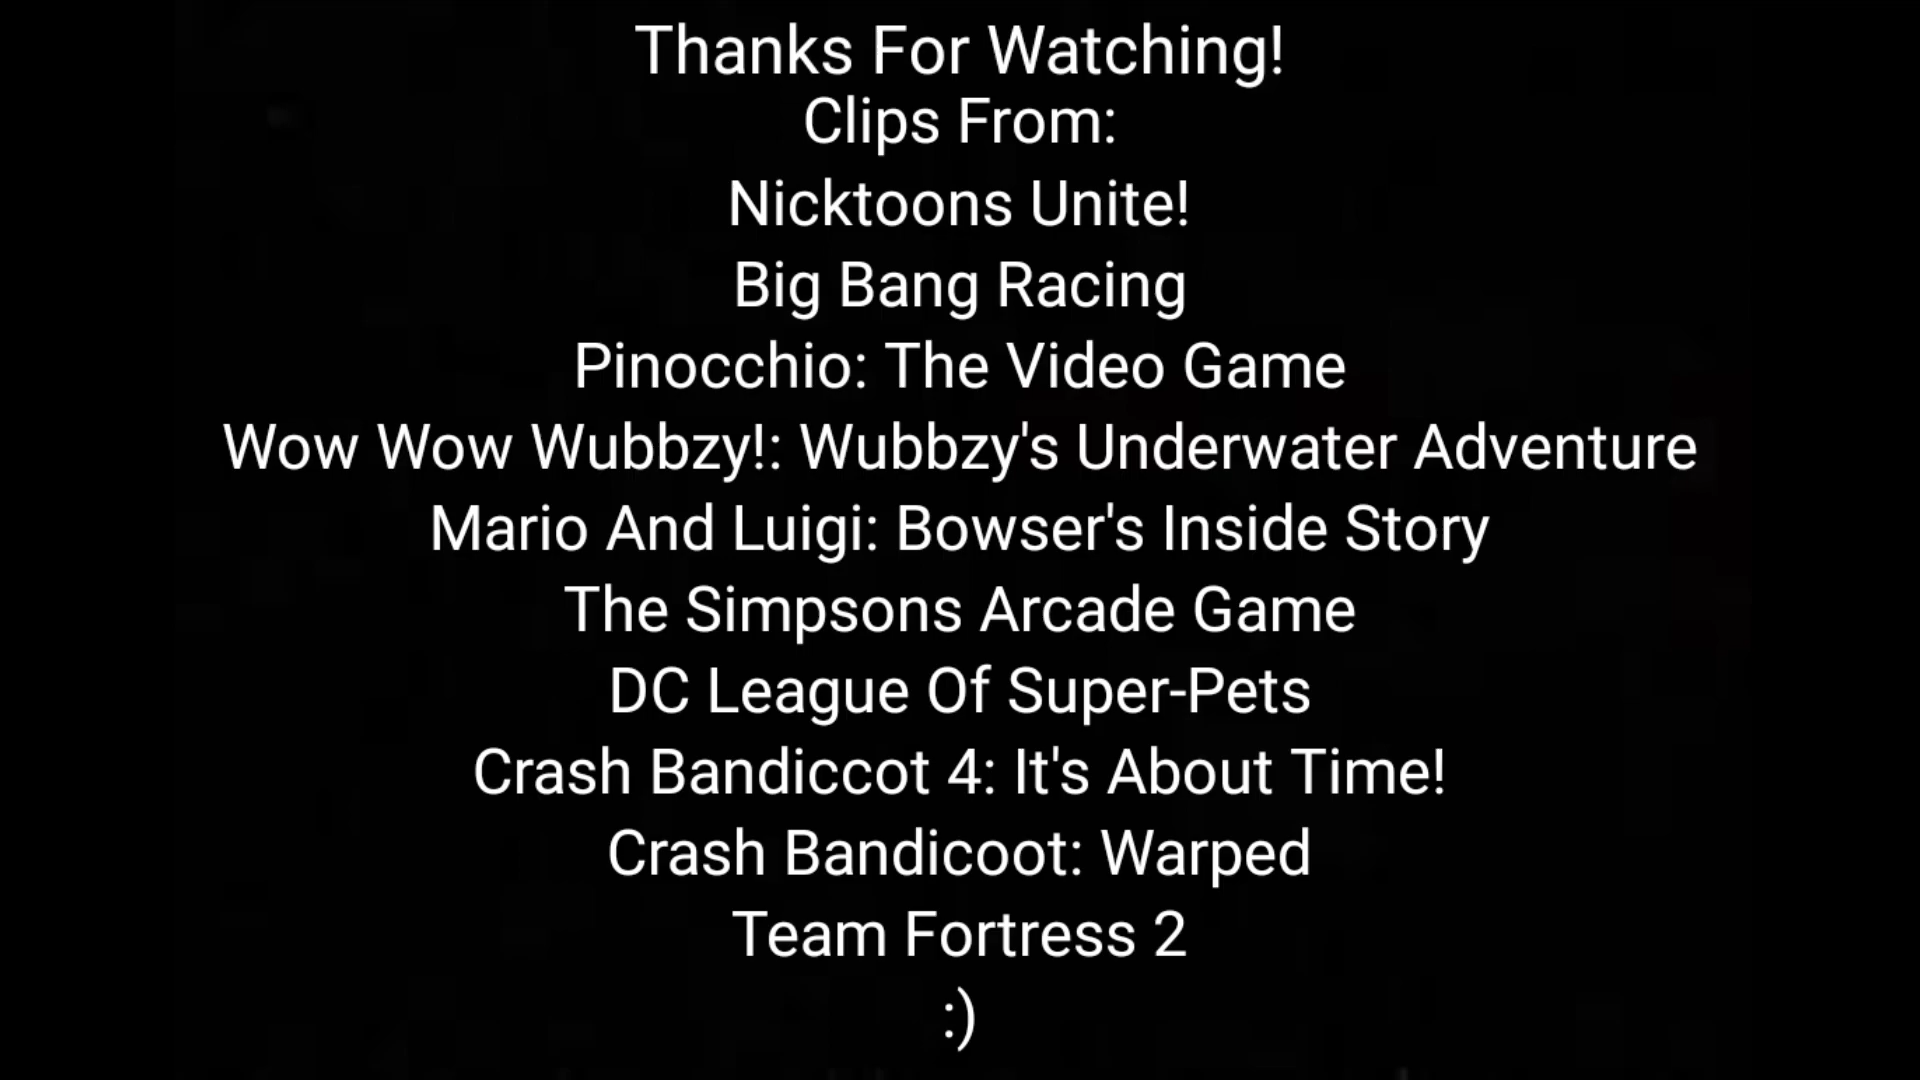 Thanks For Watching!
Clips From:
Nicktoons Unite!
Big Bang Racing
Pinocchio: The Video Game
Wow Wow Wubbzy!: Wubbzy's Underwater Adventure
Mario And Luigi: Bowser's Inside Story
The Simpsons Arcade Game
DC League Of Super-Pets
Crash Bandiccot 4: It's About Time!
Crash Bandicoot: Warped
Team Fortress 2
:)